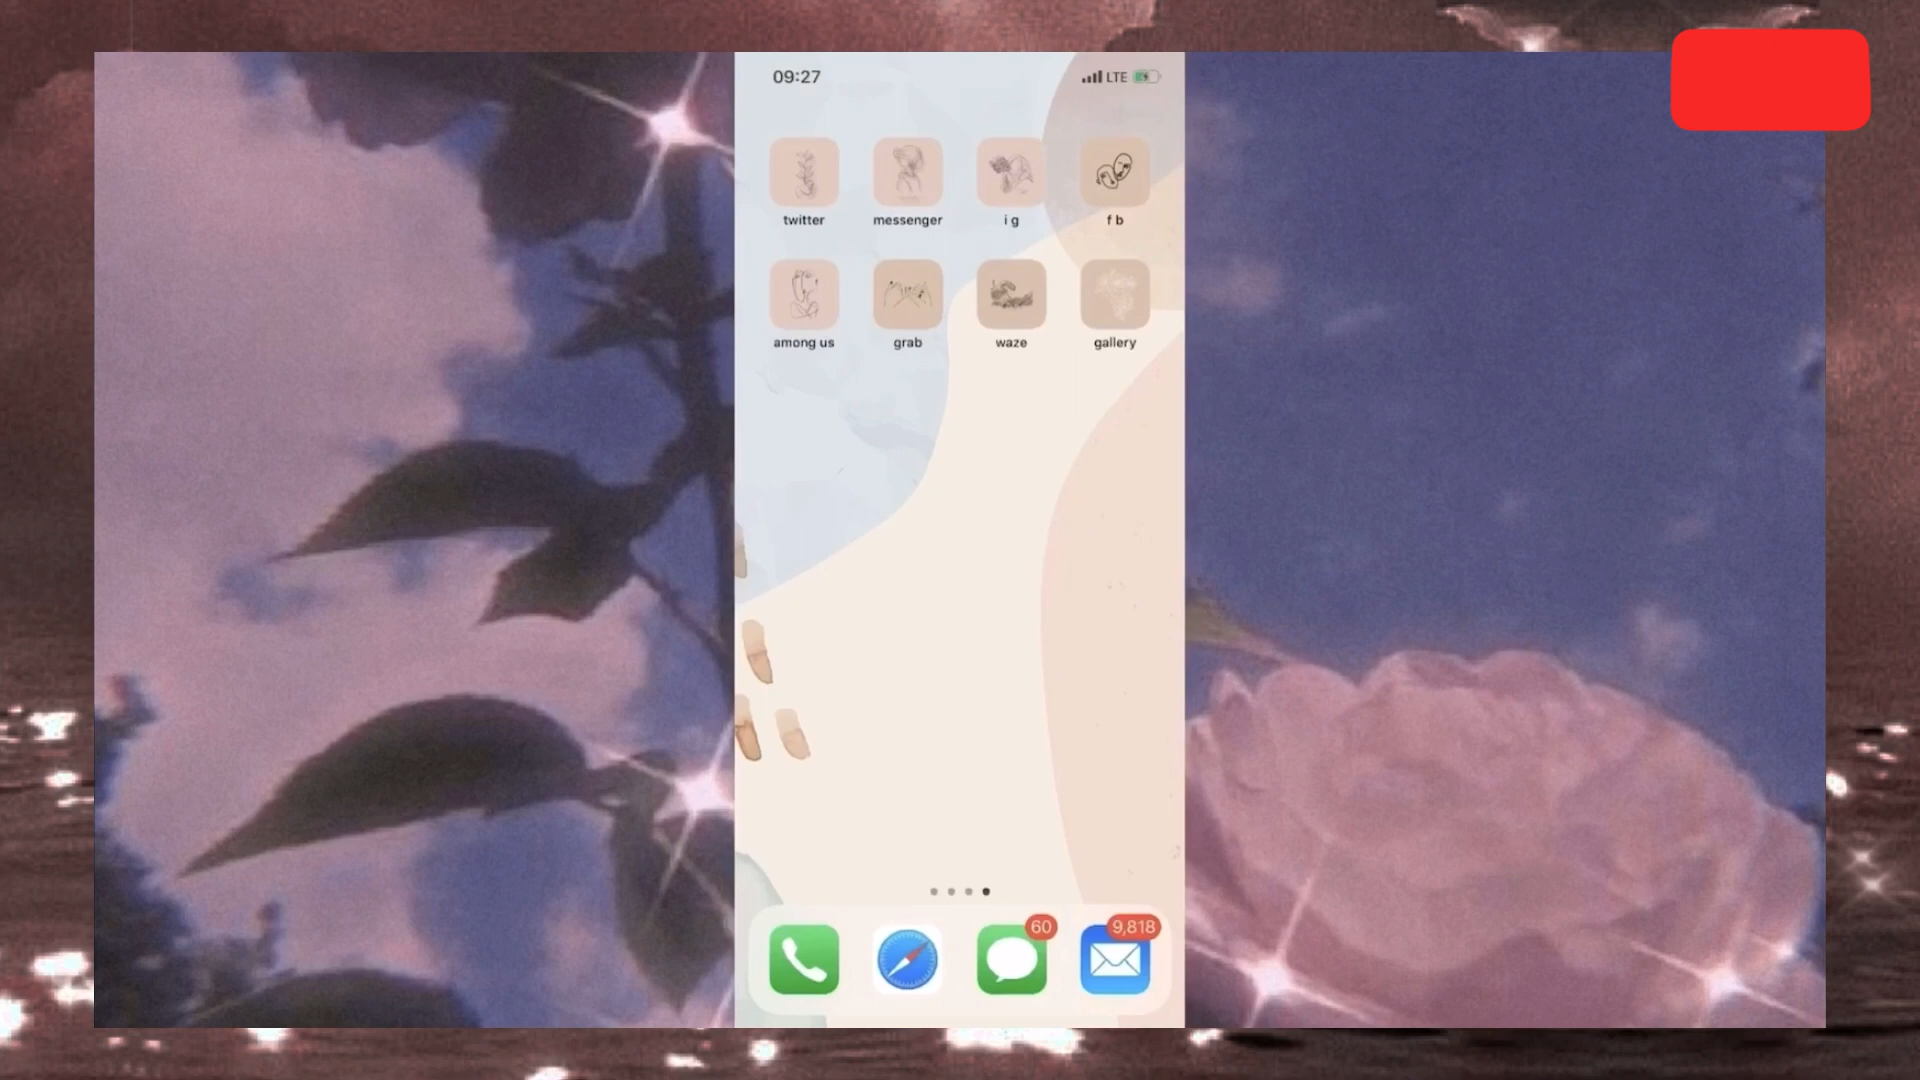 09:27 LTE
twitter messenger i g f b
among us grab waze gallery
60 9,818